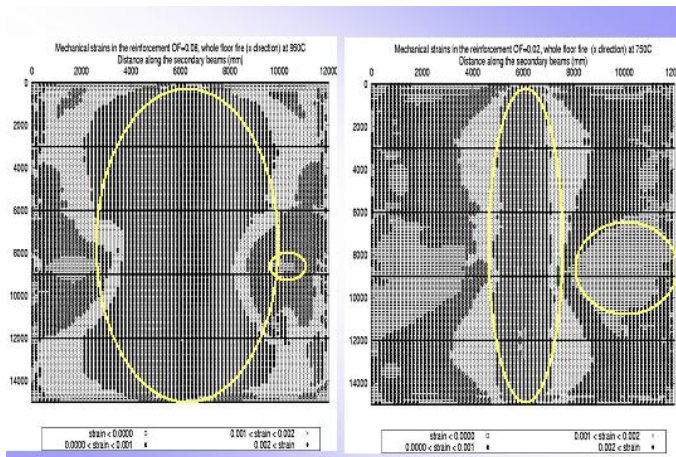 Mechanical strains in the reinforcement OF=0.08, whole floor fire (x direction) at 950C
Distance along the secondary beams (mm)
0 2000 4000 6000 8000 10000 1200
0
2000
4000
6000
8000
10000
12000
14000
strain < 0.0000
0.0000 < strain < 0.001
0.001 < strain < 0.002
0.002 < strain
Mechanical strains in the reinforcement OF=0.02, whole floor fire (x direction) at 750C
Distance along the secondary beams (mm)
0 2000 4000 6000 8000 10000 12000
0
2000
4000
6000
8000
10000
12000
14000
strain < 0.0000
0.0000 < strain < 0.001
0.001 < strain < 0.002
0.002 < strain